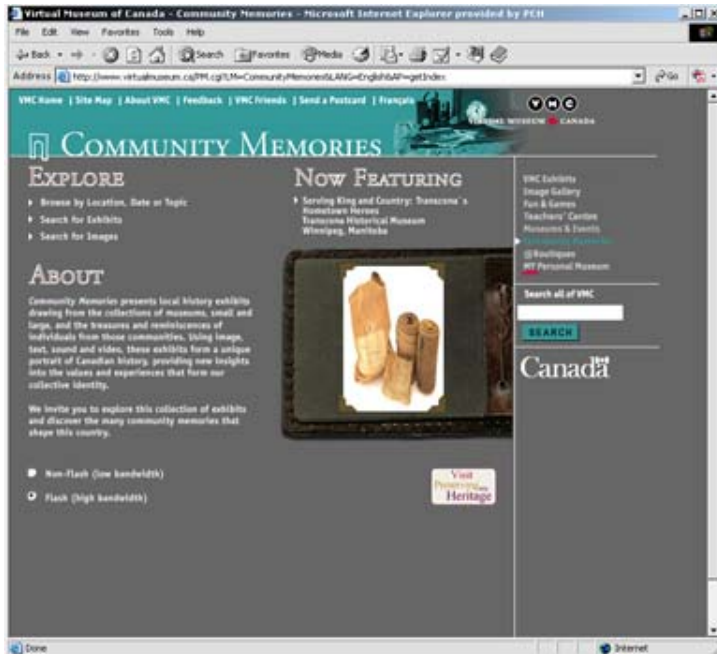 Virtual Museum of Canada - Community Memories - Microsoft Internet Explorer provided by PCH
File Edit View Favorites Tools Help
Back Search Favorites Media
Address http://www.virtualmuseum.ca/PM.cgi?LM=CommunityMemories&LANG=English&AP=getIndex Go
VMC Home | Site Map | About VMC | Feedback | VMC Friends | Send a Postcard | Français
VMC
VIRTUAL MUSEUM CANADA
COMMUNITY MEMORIES
EXPLORE
Browse by Location, Date or Topic
Search for Exhibits
Search for Images
NOW FEATURING
Serving King and Country: Transcona's
Hometown Heroes
Transcona Historical Museum
Winnipeg, Manitoba
ABOUT
Community Memories presents local history exhibits
drawing from the collections of museums, small and
large, and the treasures and reminiscences of
individuals from those communities. Using image,
text, sound and video, these exhibits form a unique
portrait of Canadian history, providing new insights
into the values and experiences that form our
collective identity.
We invite you to explore this collection of exhibits
and discover the many community memories that
shape this country.
Non-Flash (low bandwidth)
Flash (high bandwidth)
Visit
Preserving my
Heritage
VMC Exhibits
Image Gallery
Fun & Games
Teachers' Centre
Museums & Events
Community Memories
@Boutiques
MY Personal Museum
Search all of VMC
SEARCH
Canada
Done
Internet